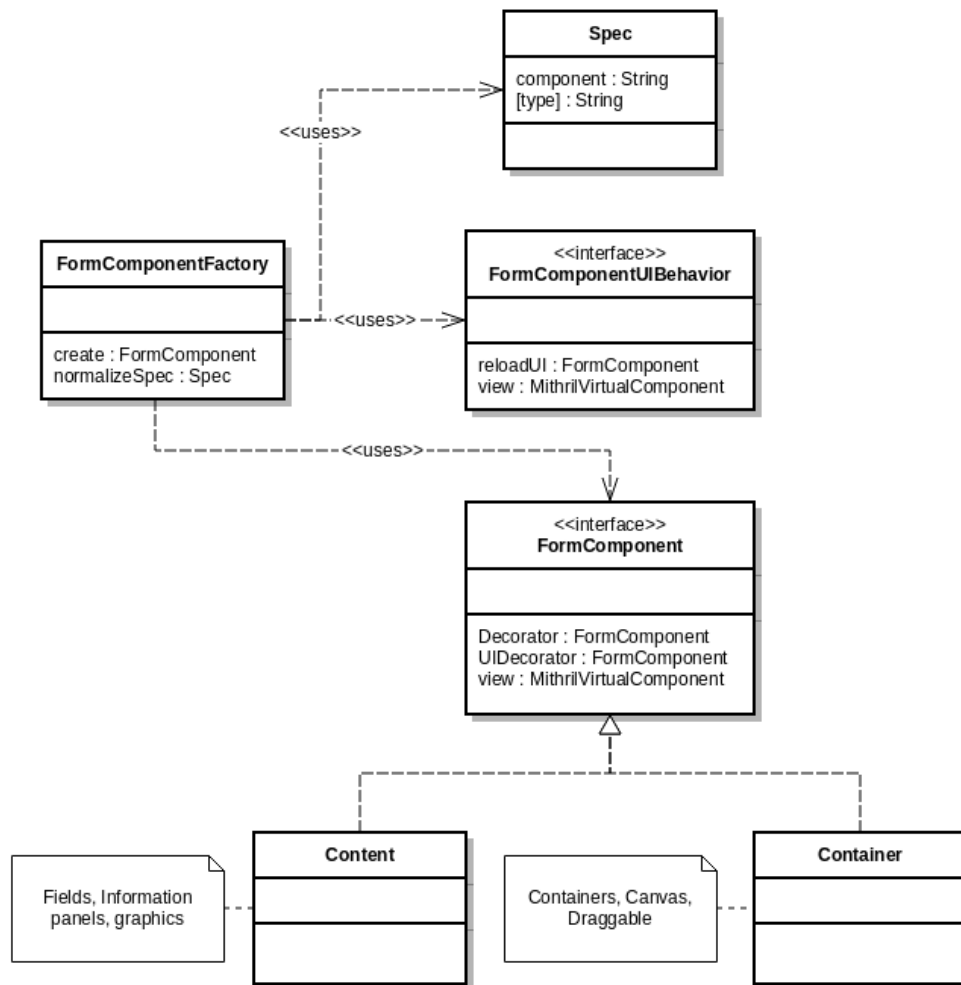 Spec
component : String
[type] : String
<<uses>>
FormComponentFactory
create : FormComponent
normalizeSpec : Spec
<<uses>>
<<interface>>
FormComponentUIBehavior
reloadUI : FormComponent
view : MithrilVirtualComponent
<<uses>>
<<interface>>
FormComponent
Decorator : FormComponent
UIDecorator : FormComponent
view : MithrilVirtualComponent
Fields, Information
panels, graphics
Content
Containers, Canvas,
Draggable
Container